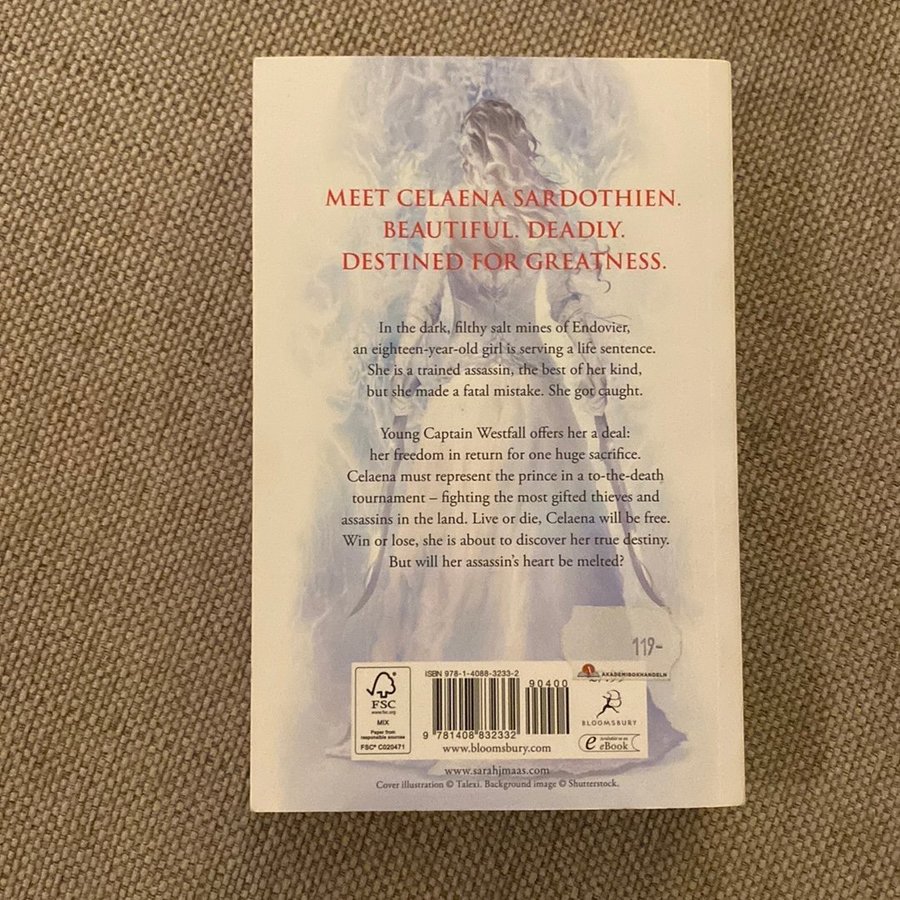 MEET CELAENA SARDOTHIEN.
BEAUTIFUL. DEADLY.
DESTINED FOR GREATNESS.
In the dark, filthy salt mines of Endovier,
an eighteen-year-old girl is serving a life sentence.
She is a trained assassin, the best of her kind,
but she made a fatal mistake. She got caught.
Young Captain Westfall offers her a deal:
her freedom in return for one huge sacrifice.
Celaena must represent the prince in a to-the-death
tournament – fighting the most gifted thieves and
assassins in the land. Live or die, Celaena will be free.
Win or lose, she is about to discover her true destiny.
But will her assassin's heart be melted?
119-
AKADEMIBOKHANDELN
FSC®
www.fsc.org
MIX
Paper from
responsible sources
FSC® C020471
ISBN 978-1-4088-3233-2
90400
9 781408 832332
www.bloomsbury.com
BLOOMSBURY
e Available as an
eBook
www.sarahjmaas.com
Cover illustration © Talexi. Background image © Shutterstock.